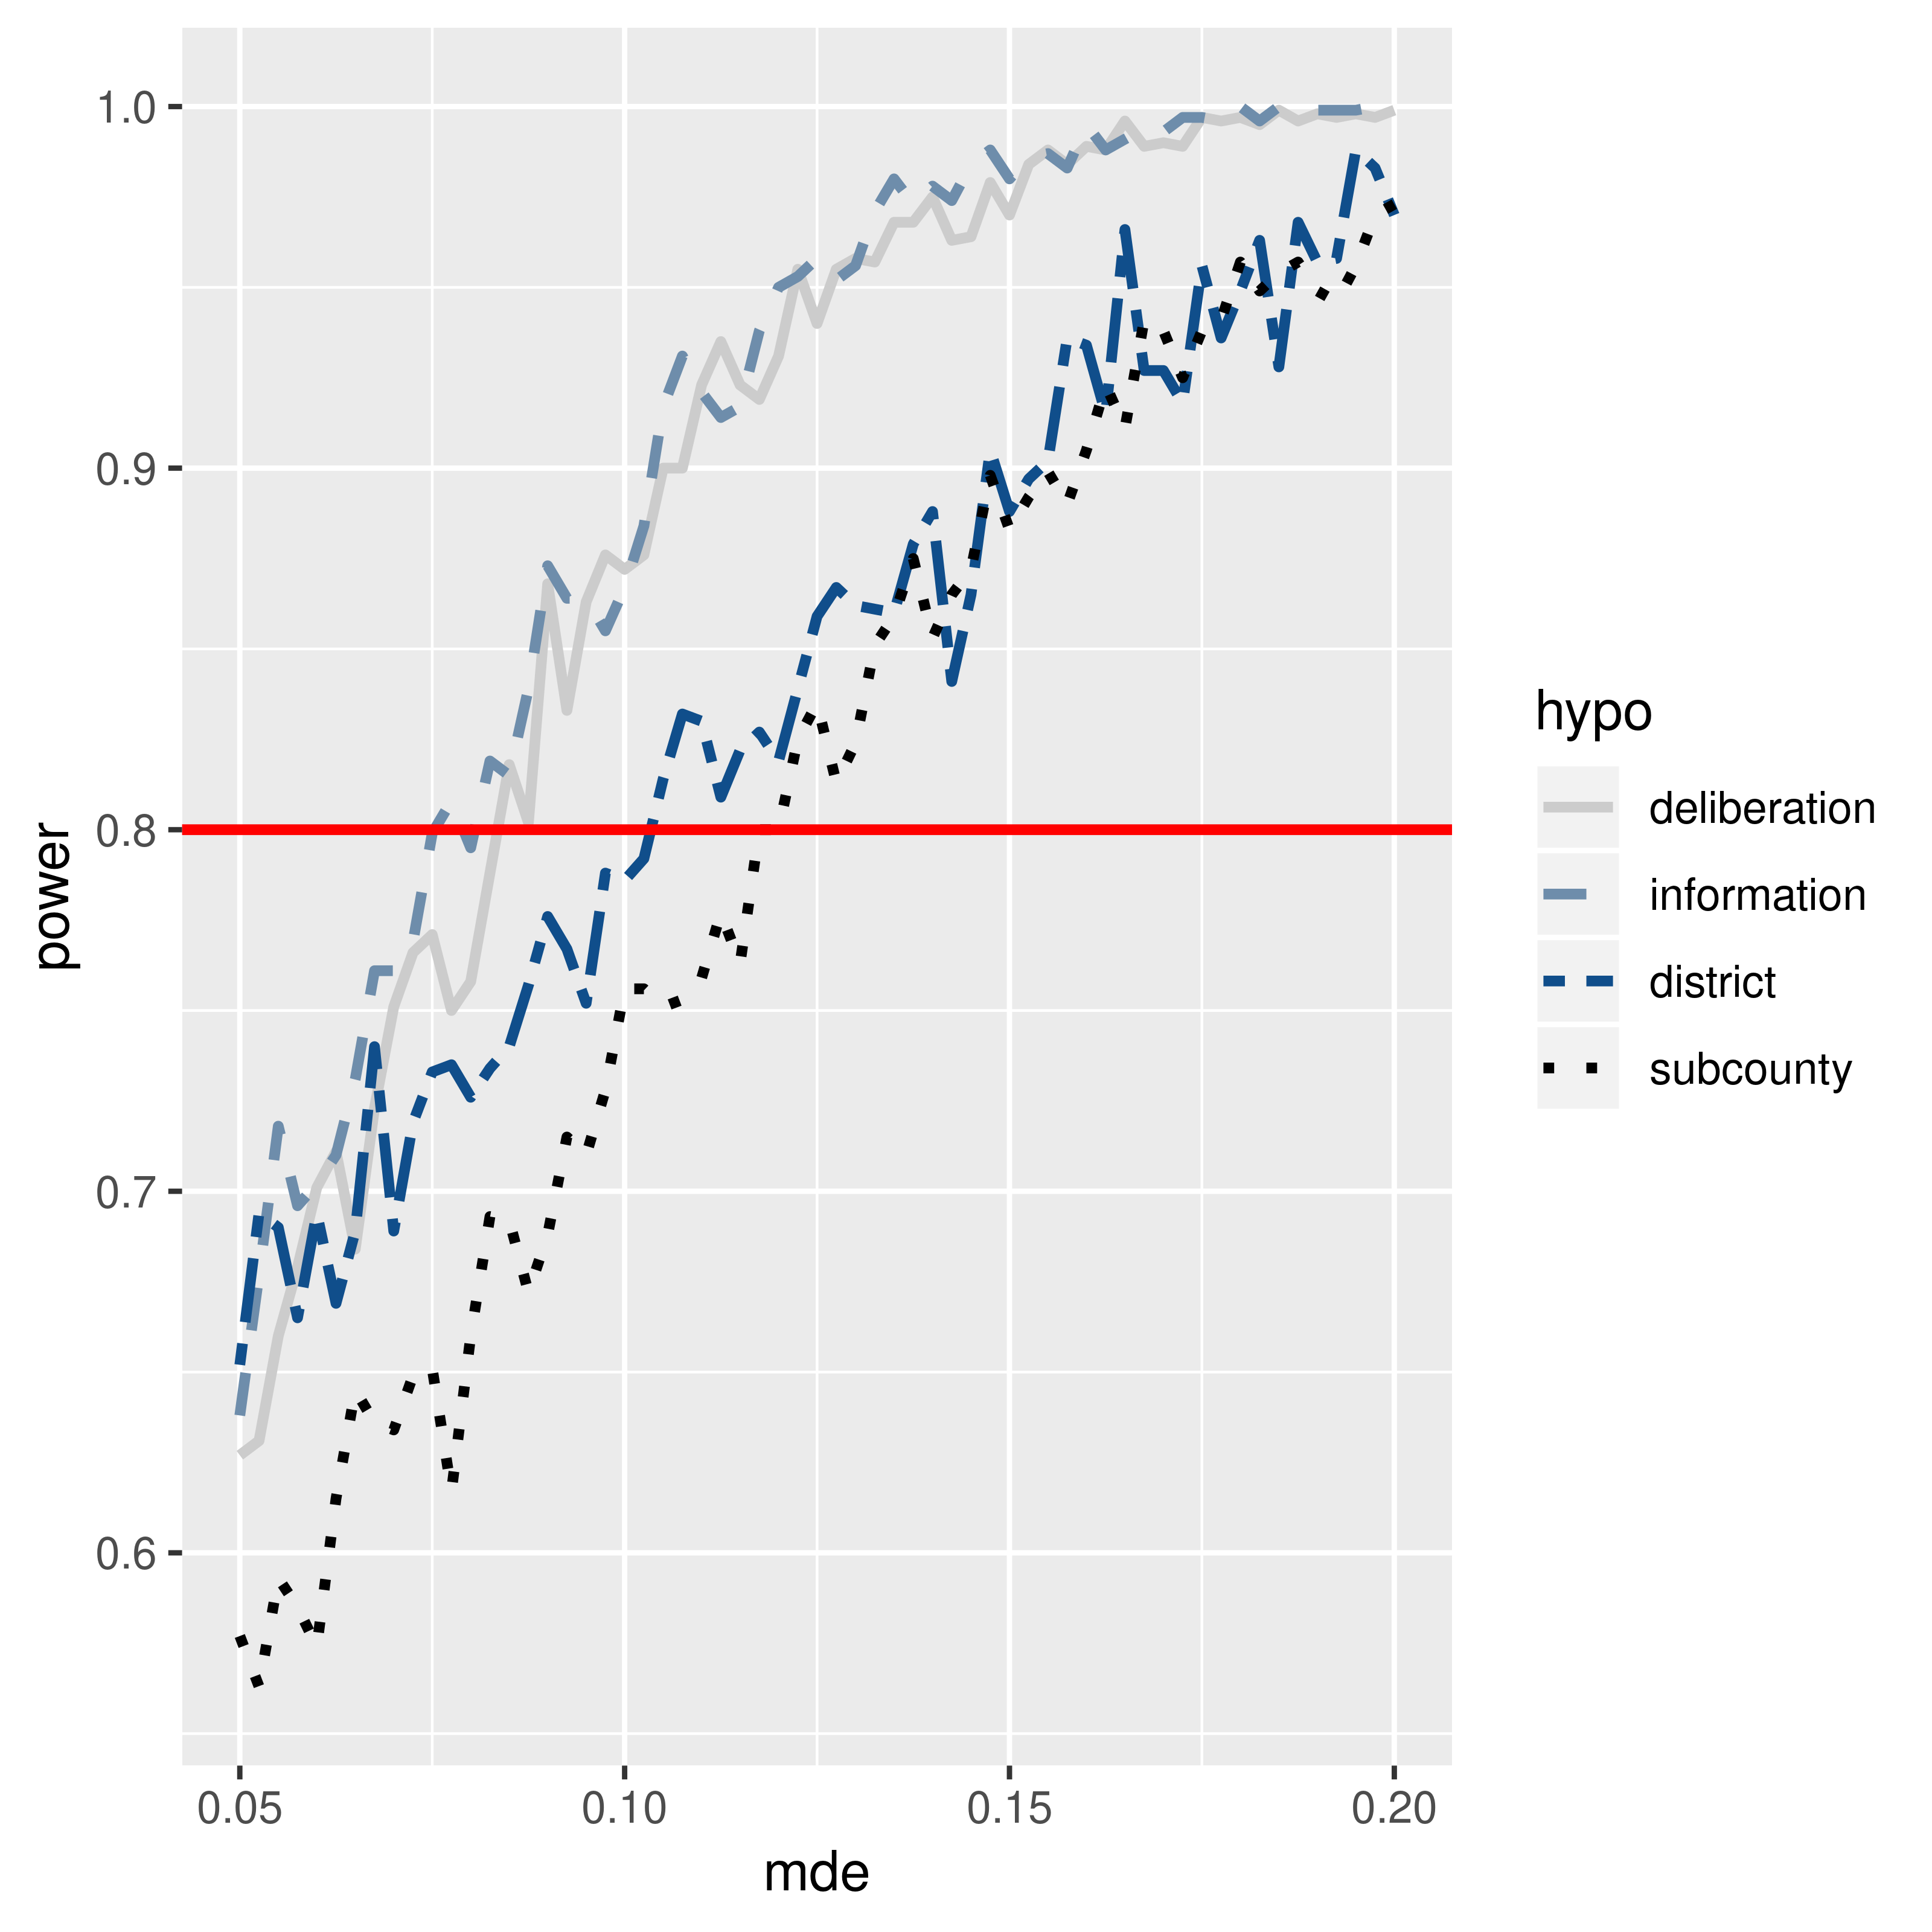 1.0
0.9
0.8
0.7
0.6
power
0.05 0.10 0.15 0.20
mde
hypo
deliberation
information
district
subcounty